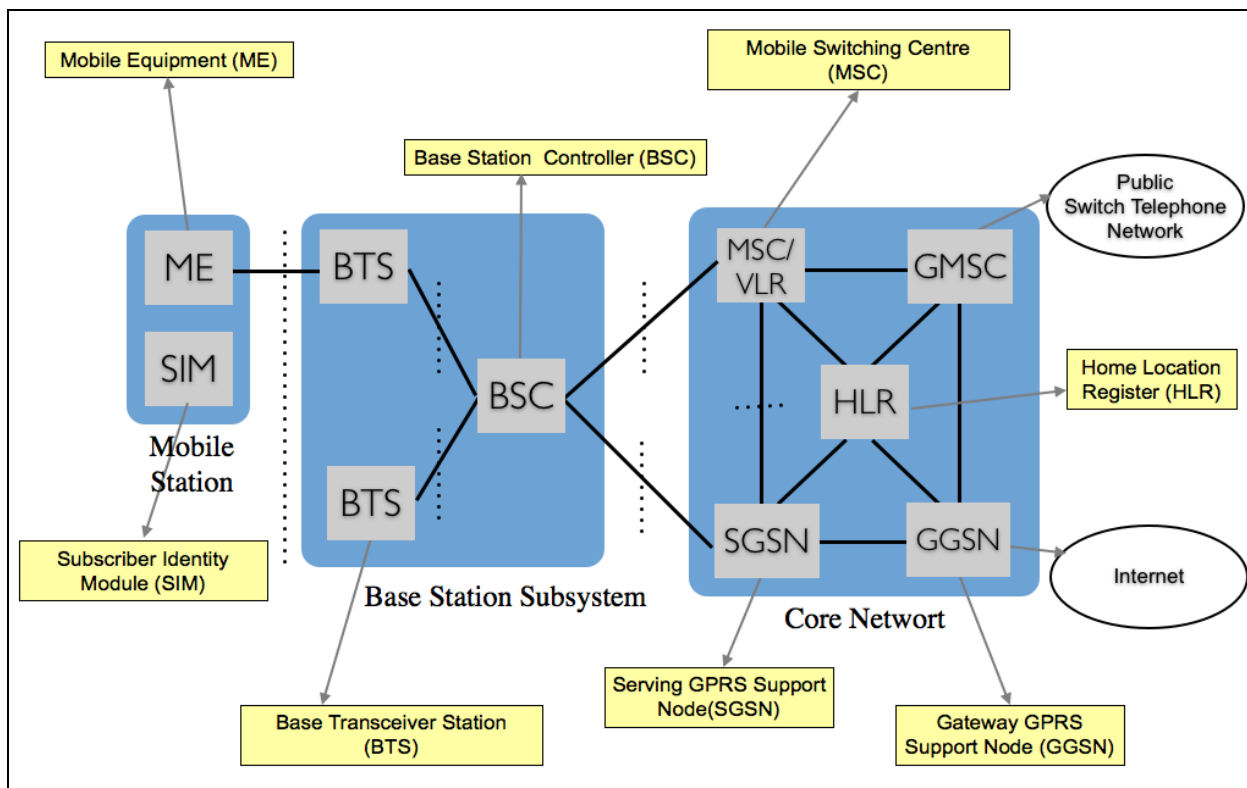 Mobile Equipment (ME)
Mobile Switching Centre
(MSC)
Base Station  Controller (BSC)
Public
Switch Telephone
Network
ME
BTS
MSC/
VLR
GMSC
SIM
BSC
HLR
Home Location
Register (HLR)
Mobile
Station
BTS
SGSN
GGSN
Subscriber Identity
Module (SIM)
Internet
Base Station Subsystem
Core Networt
Serving GPRS Support
Node(SGSN)
Base Transceiver Station
(BTS)
Gateway GPRS
Support Node (GGSN)